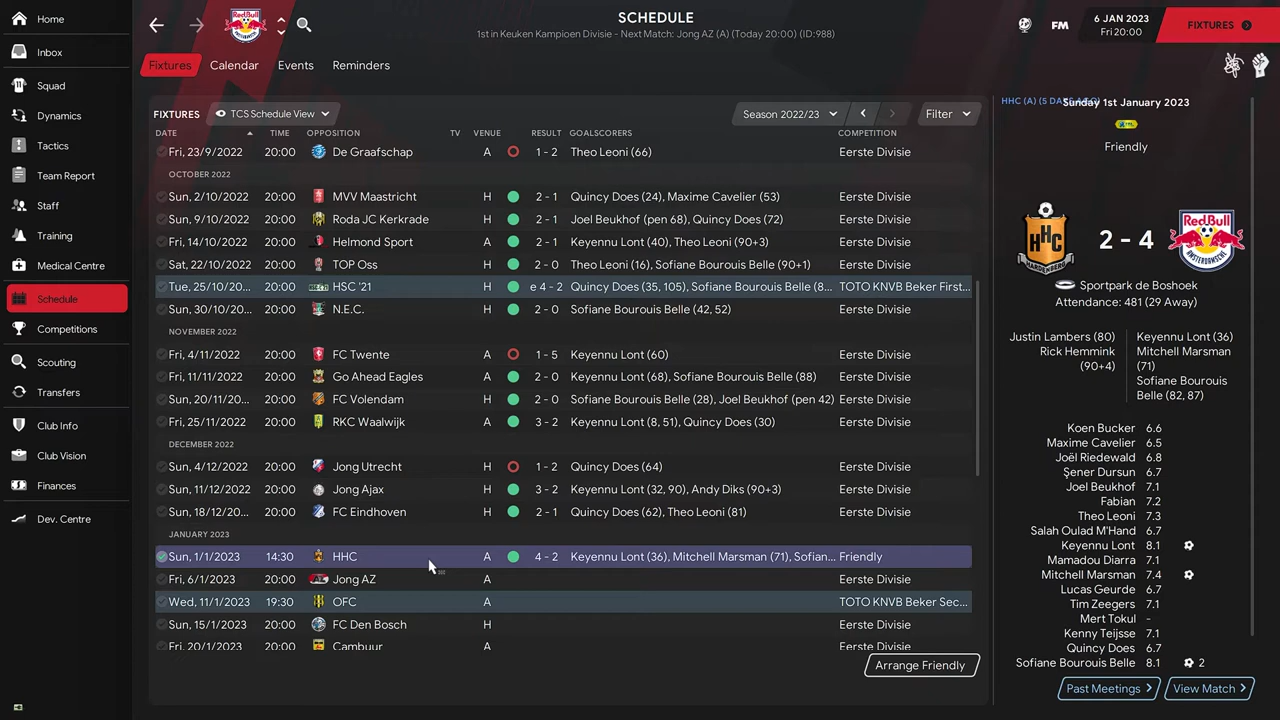 Home
Inbox
Squad
Dynamics
Tactics
Team Report
Staff
Training
Medical Centre
Schedule
Competitions
Scouting
Transfers
Club Info
Club Vision
Finances
Dev. Centre
SCHEDULE
1st in Keuken Kampioen Divisie - Next Match: Jong AZ (A) (Today 20:00) (ID:988)
FM
6 JAN 2023
Fri 20:00
FIXTURES
Fixtures Calendar Events Reminders
FIXTURES TCS Schedule View Season 2022/23 Filter
DATE TIME OPPOSITION TV VENUE RESULT GOALSCORERS COMPETITION
Fri, 23/9/2022 20:00 De Graafschap A 1 - 2 Theo Leoni (66) Eerste Divisie
OCTOBER 2022
Sun, 2/10/2022 20:00 MVV Maastricht H 2 - 1 Quincy Does (24), Maxime Cavelier (53) Eerste Divisie
Sun, 9/10/2022 20:00 Roda JC Kerkrade H 2 - 1 Joel Beukhof (pen 68), Quincy Does (72) Eerste Divisie
Fri, 14/10/2022 20:00 Helmond Sport A 2 - 1 Keyennu Lont (40), Theo Leoni (90+3) Eerste Divisie
Sat, 22/10/2022 20:00 TOP Oss H 2 - 0 Theo Leoni (16), Sofiane Bourouis Belle (90+1) Eerste Divisie
Tue, 25/10/20... 20:00 HSC '21 H e 4 - 2 Quincy Does (35, 105), Sofiane Bourouis Belle (8... TOTO KNVB Beker First...
Sun, 30/10/20... 20:00 N.E.C. H 2 - 0 Sofiane Bourouis Belle (42, 52) Eerste Divisie
NOVEMBER 2022
Fri, 4/11/2022 20:00 FC Twente A 1 - 5 Keyennu Lont (60) Eerste Divisie
Fri, 11/11/2022 20:00 Go Ahead Eagles A 2 - 0 Keyennu Lont (68), Sofiane Bourouis Belle (88) Eerste Divisie
Sun, 20/11/20... 20:00 FC Volendam H 2 - 0 Sofiane Bourouis Belle (28), Joel Beukhof (pen 42) Eerste Divisie
Fri, 25/11/2022 20:00 RKC Waalwijk A 3 - 2 Keyennu Lont (8, 51), Quincy Does (30) Eerste Divisie
DECEMBER 2022
Sun, 4/12/2022 20:00 Jong Utrecht H 1 - 2 Quincy Does (64) Eerste Divisie
Sun, 11/12/2022 20:00 Jong Ajax H 3 - 2 Keyennu Lont (32, 90), Andy Diks (90+3) Eerste Divisie
Sun, 18/12/20... 20:00 FC Eindhoven H 2 - 1 Quincy Does (62), Theo Leoni (81) Eerste Divisie
JANUARY 2023
Sun, 1/1/2023 14:30 HHC A 4 - 2 Keyennu Lont (36), Mitchell Marsman (71), Sofian... Friendly
Fri, 6/1/2023 20:00 Jong AZ A Eerste Divisie
Wed, 11/1/2023 19:30 OFC A TOTO KNVB Beker Sec...
Sun, 15/1/2023 20:00 FC Den Bosch H Eerste Divisie
Fri, 20/1/2023 20:00 Cambuur A Eerste Divisie
Arrange Friendly
Sunday 1st January 2023
Friendly
2 - 4
Sportpark de Boshoek
Attendance: 481 (29 Away)
Justin Lambers (80)
Rick Hemmink
(90+4)
Keyennu Lont (36)
Mitchell Marsman
(71)
Sofiane Bourouis
Belle (82, 87)
Koen Bucker 6.6
Maxime Cavelier 6.5
Joël Riedewald 6.8
Şener Dursun 6.7
Joel Beukhof 7.1
Fabian 7.2
Theo Leoni 7.3
Salah Oulad M'Hand 6.7
Keyennu Lont 8.1
Mamadou Diarra 7.1
Mitchell Marsman 7.4
Lucas Geurde 6.7
Tim Zeegers 7.1
Mert Tokul -
Kenny Teijsse 7.1
Quincy Does 6.7
Sofiane Bourouis Belle 8.1 2
Past Meetings View Match